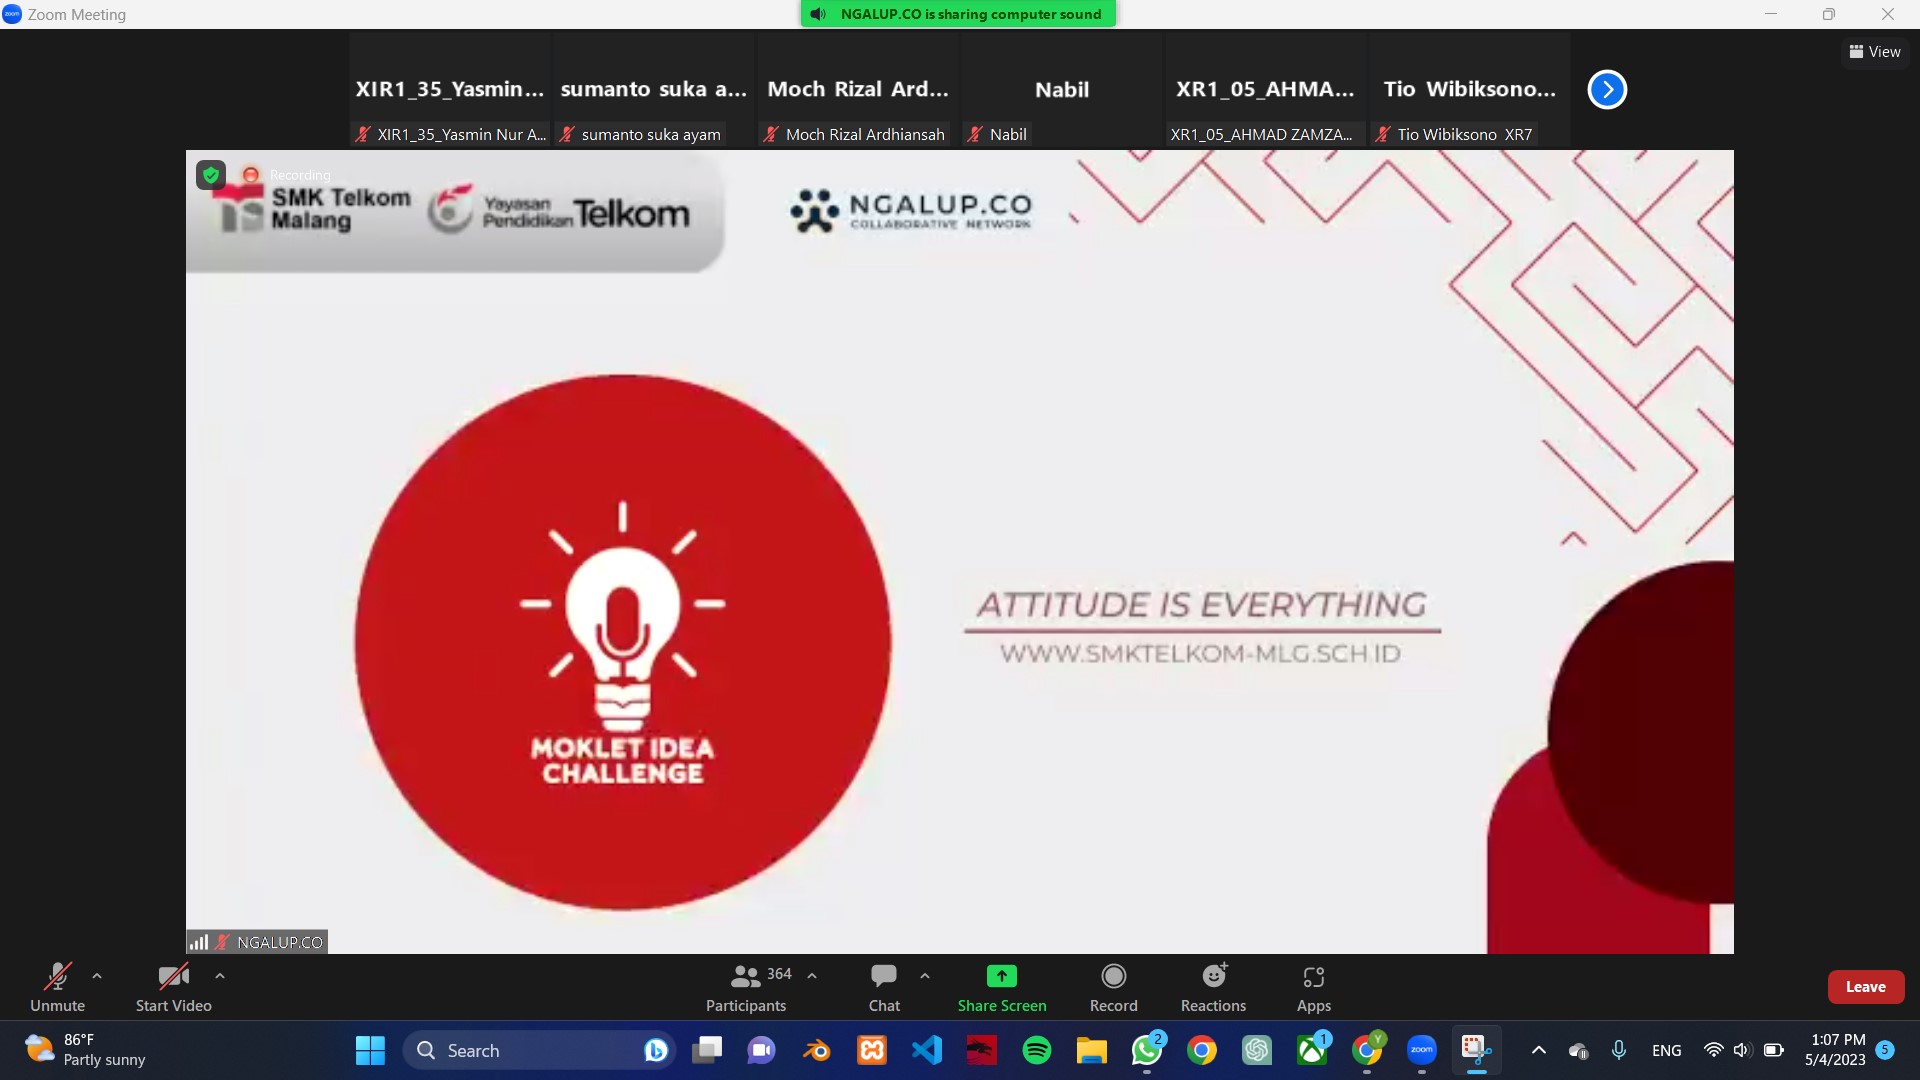 Zoom Meeting
NGALUP.CO is sharing computer sound
View
XIR1_35_Yasmin... sumanto suka a... Moch Rizal Ard... Nabil XR1_05_AHMA... Tio Wibiksono...
XIR1_35_Yasmin Nur A... sumanto suka ayam Moch Rizal Ardhiansah Nabil XR1_05_AHMAD ZAMZA... Tio Wibiksono XR7
Recording
SMK Telkom
Malang
Yayasan
Pendidikan Telkom
NGALUP.CO
COLLABORATIVE NETWORK
ATTITUDE IS EVERYTHING
WWW.SMKTELKOM-MLG.SCH.ID
MOKLET IDEA
CHALLENGE
NGALUP.CO
364
Unmute Start Video Participants Chat Share Screen Record Reactions Apps Leave
86°F
Partly sunny
Search
2
1
Y
zoom
ENG
1:07 PM
5/4/2023
5